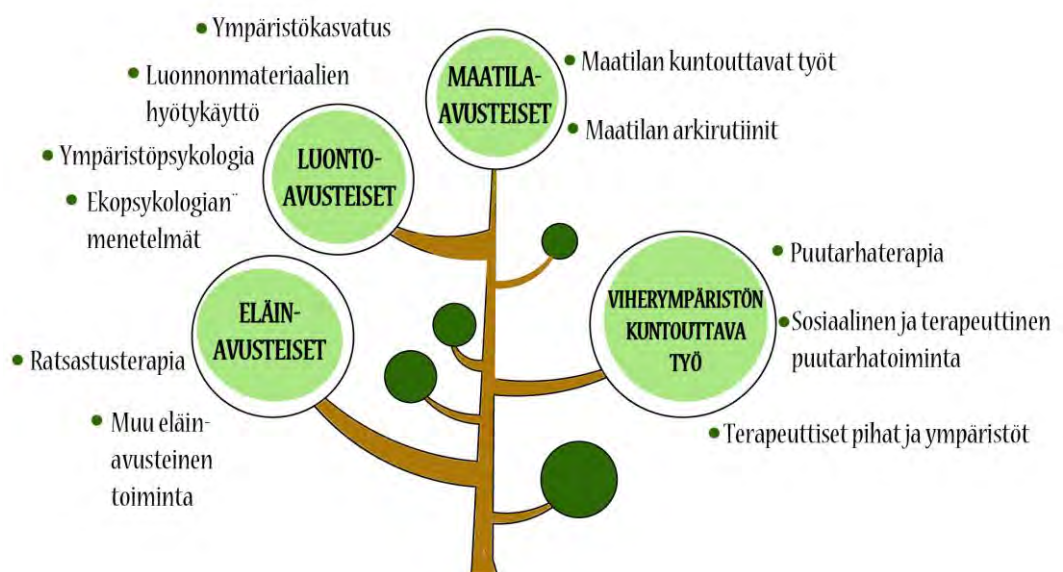 • Ympäristökasvatus
• Luonnonmateriaalien
hyötykäyttö
• Ympäristöpsykologia
• Ekopsykologian¨
menetelmät
LUONTO-
AVUSTEISET
MAATILA-
AVUSTEISET
• Maatilan kuntouttavat työt
• Maatilan arkirutiinit
ELÄIN-
AVUSTEISET
• Ratsastusterapia
• Muu eläin-
avusteinen
toiminta
VIHERYMPÄRISTÖN
KUNTOUTTAVA
TYÖ
• Puutarhaterapia
• Sosiaalinen ja terapeuttinen
puutarhatoiminta
• Terapeuttiset pihat ja ympäristöt